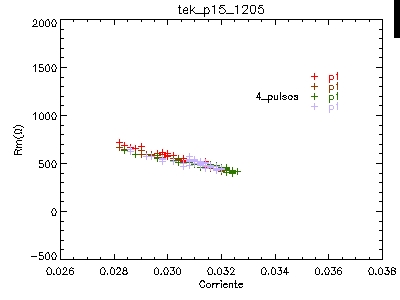 tek_p15_1205
2000
1500
1000
500
0
-500
Rm(Ω)
p1
p1
4_pulsos p1
p1
0.026 0.028 0.030 0.032 0.034 0.036 0.038
Corriente